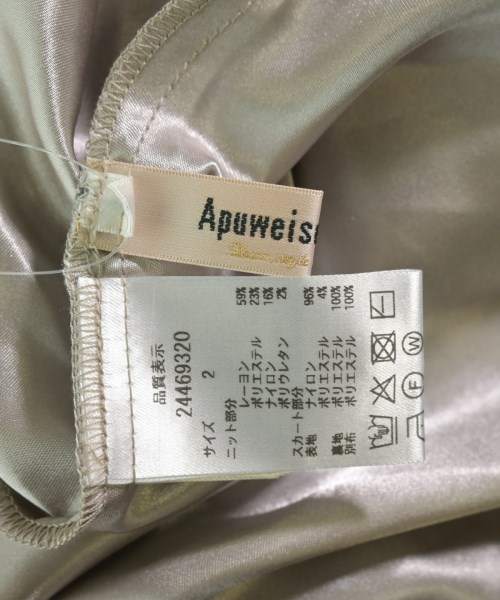 Apuweis
品質表示
24469320
サイズ 2
ニット部分
レーヨン 59%
ポリエステル 23%
ナイロン 16%
ポリウレタン 2%
スカート部分
表地 ナイロン 96%
ポリエステル 4%
裏地 ポリエステル 100%
別布 ポリエステル 100%
F W